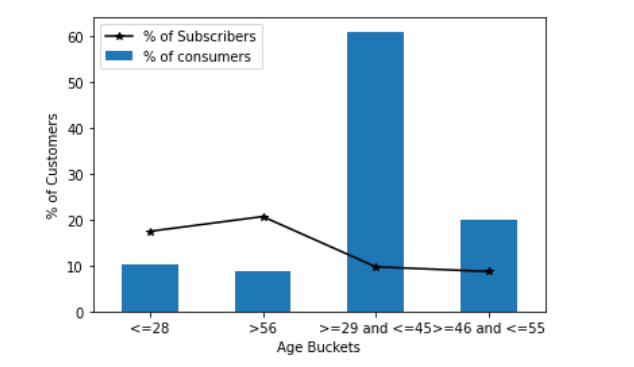 % of Subscribers
% of consumers
60
50
40
30
20
10
0
% of Customers
<=28 >56 >=29 and <=45 >=46 and <=55
Age Buckets